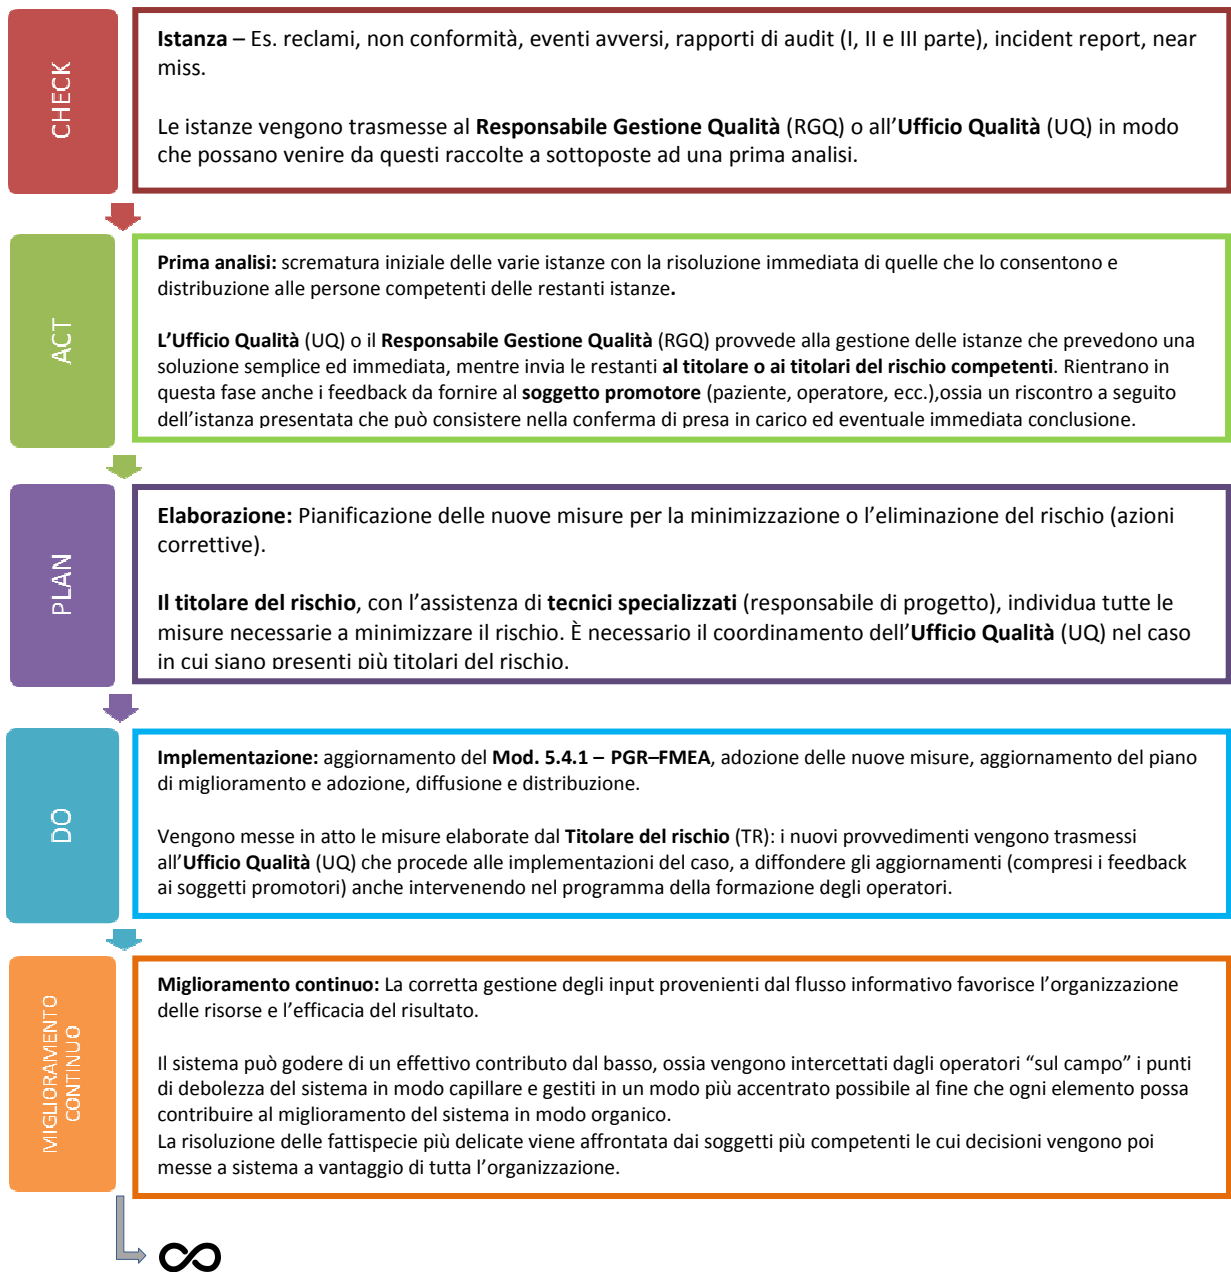 CHECK
Istanza – Es. reclami, non conformità, eventi avversi, rapporti di audit (I, II e III parte), incident report, near
miss.
Le istanze vengono trasmesse al Responsabile Gestione Qualità (RGQ) o all’Ufficio Qualità (UQ) in modo
che possano venire da questi raccolte a sottoposte ad una prima analisi.
ACT
Prima analisi: scrematura iniziale delle varie istanze con la risoluzione immediata di quelle che lo consentono e
distribuzione alle persone competenti delle restanti istanze.
L’Ufficio Qualità (UQ) o il Responsabile Gestione Qualità (RGQ) provvede alla gestione delle istanze che prevedono una
soluzione semplice ed immediata, mentre invia le restanti al titolare o ai titolari del rischio competenti. Rientrano in
questa fase anche i feedback da fornire al soggetto promotore (paziente, operatore, ecc.),ossia un riscontro a seguito
dell’istanza presentata che può consistere nella conferma di presa in carico ed eventuale immediata conclusione.
PLAN
Elaborazione: Pianificazione delle nuove misure per la minimizzazione o l’eliminazione del rischio (azioni
correttive).
Il titolare del rischio, con l’assistenza di tecnici specializzati (responsabile di progetto), individua tutte le
misure necessarie a minimizzare il rischio. È necessario il coordinamento dell’Ufficio Qualità (UQ) nel caso
in cui siano presenti più titolari del rischio.
DO
Implementazione: aggiornamento del Mod. 5.4.1 – PGR–FMEA, adozione delle nuove misure, aggiornamento del piano
di miglioramento e adozione, diffusione e distribuzione.
Vengono messe in atto le misure elaborate dal Titolare del rischio (TR): i nuovi provvedimenti vengono trasmessi
all’Ufficio Qualità (UQ) che procede alle implementazioni del caso, a diffondere gli aggiornamenti (compresi i feedback
ai soggetti promotori) anche intervenendo nel programma della formazione degli operatori.
MIGLIORAMENTO
CONTINUO
Miglioramento continuo: La corretta gestione degli input provenienti dal flusso informativo favorisce l’organizzazione
delle risorse e l’efficacia del risultato.
Il sistema può godere di un effettivo contributo dal basso, ossia vengono intercettati dagli operatori “sul campo” i punti
di debolezza del sistema in modo capillare e gestiti in un modo più accentrato possibile al fine che ogni elemento possa
contribuire al miglioramento del sistema in modo organico.
La risoluzione delle fattispecie più delicate viene affrontata dai soggetti più competenti le cui decisioni vengono poi
messe a sistema a vantaggio di tutta l’organizzazione.
∞